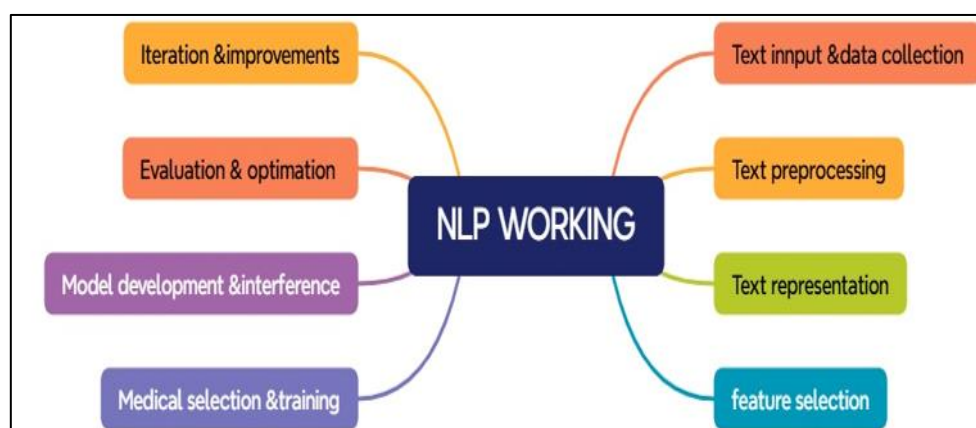 Iteration &improvements
Text innput &data collection
Evaluation & optimation
Text preprocessing
NLP WORKING
Model development &interference
Text representation
Medical selection &training
feature selection